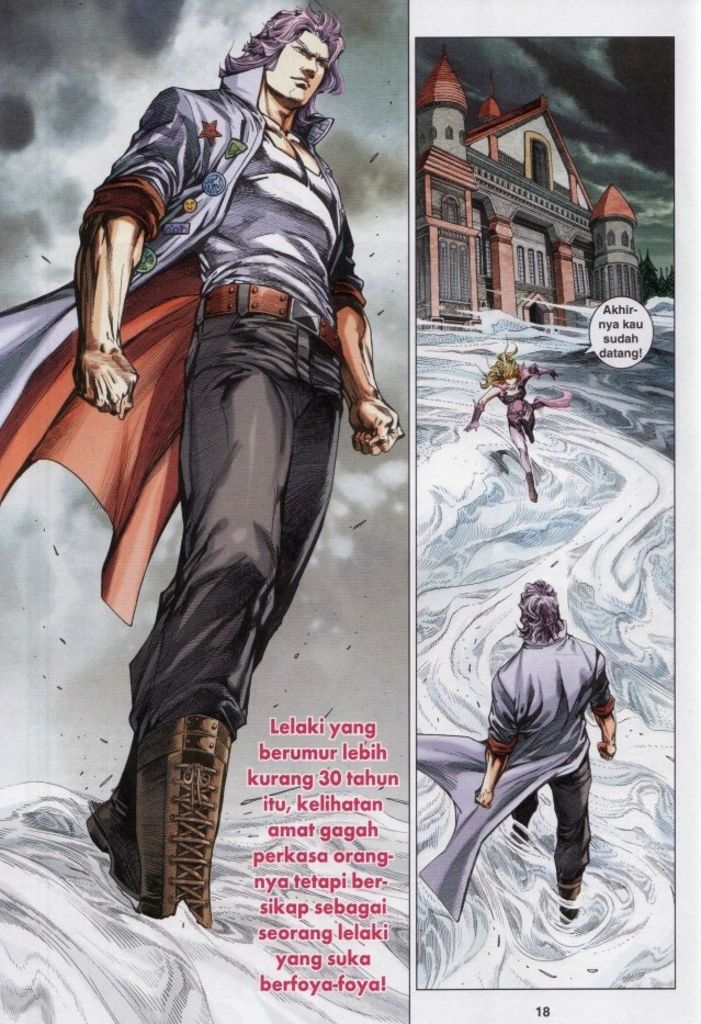 Lelaki yang
berumur lebih
kurang 30 tahun
itu, kelihatan
amat gagah
perkasa orang-
nya tetapi ber-
sikap sebagai
seorang lelaki
yang suka
berfoya-foya!
Akhir-
nya kau
sudah
datang!
18